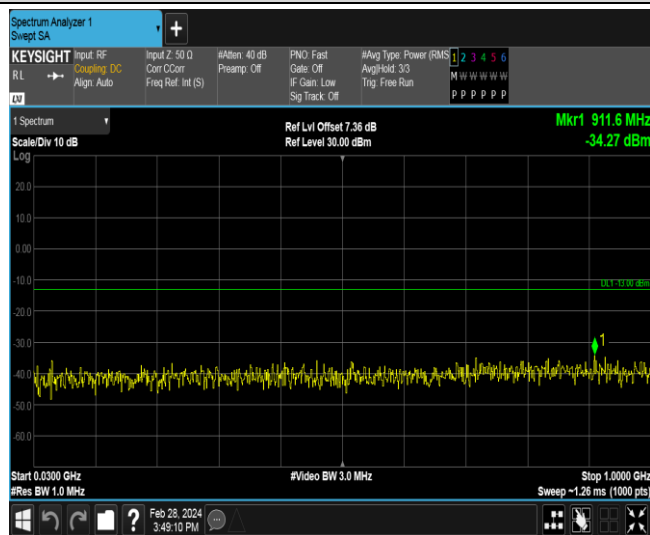 Spectrum Analyzer 1
Swept SA
+
KEYSIGHT Input: RF Input Z: 50 Ω #Atten: 40 dB PNO: Fast #Avg Type: Power (RMS 1 2 3 4 5 6
RL Coupling: DC Corr CCorr Preamp: Off Gate: Off Avg|Hold: 3/3 M W W W W W
Align: Auto Freq Ref: Int (S) IF Gain: Low Trig: Free Run
LXI Sig Track: Off P P P P P P
1 Spectrum Ref Lvl Offset 7.36 dB Mkr1 911.6 MHz
Scale/Div 10 dB Ref Level 30.00 dBm -34.27 dBm
Log
20.0
10.0
0.00
-10.0
DL1 -13.00 dBm
-20.0
-30.0
1
-40.0
-50.0
-60.0
Start 0.0300 GHz #Video BW 3.0 MHz Stop 1.0000 GHz
#Res BW 1.0 MHz Sweep ~1.26 ms (1000 pts)
? Feb 28, 2024
3:49:10 PM